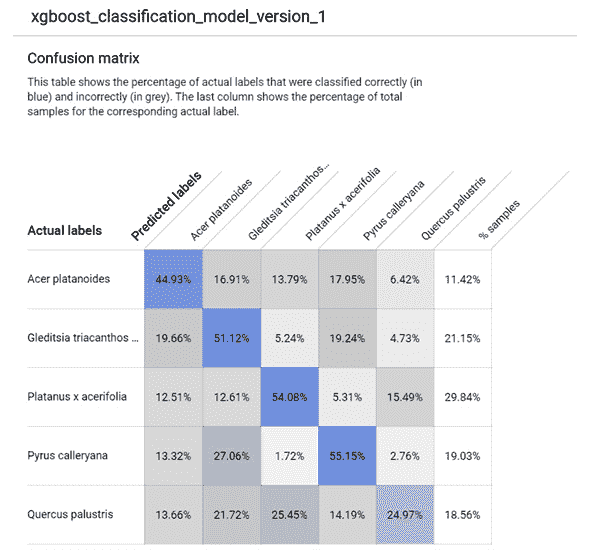 xgboost_classification_model_version_1
Confusion matrix
This table shows the percentage of actual labels that were classified correctly (in
blue) and incorrectly (in grey). The last column shows the percentage of total
samples for the corresponding actual label.
Actual labels Predicted labels Acer platanoides Gleditsia triacanthos... Platanus x acerifolia Pyrus calleryana Quercus palustris % samples
Acer platanoides 44.93% 16.91% 13.79% 17.95% 6.42% 11.42%
Gleditsia triacanthos ... 19.66% 51.12% 5.24% 19.24% 4.73% 21.15%
Platanus x acerifolia 12.51% 12.61% 54.08% 5.31% 15.49% 29.84%
Pyrus calleryana 13.32% 27.06% 1.72% 55.15% 2.76% 19.03%
Quercus palustris 13.66% 21.72% 25.45% 14.19% 24.97% 18.56%